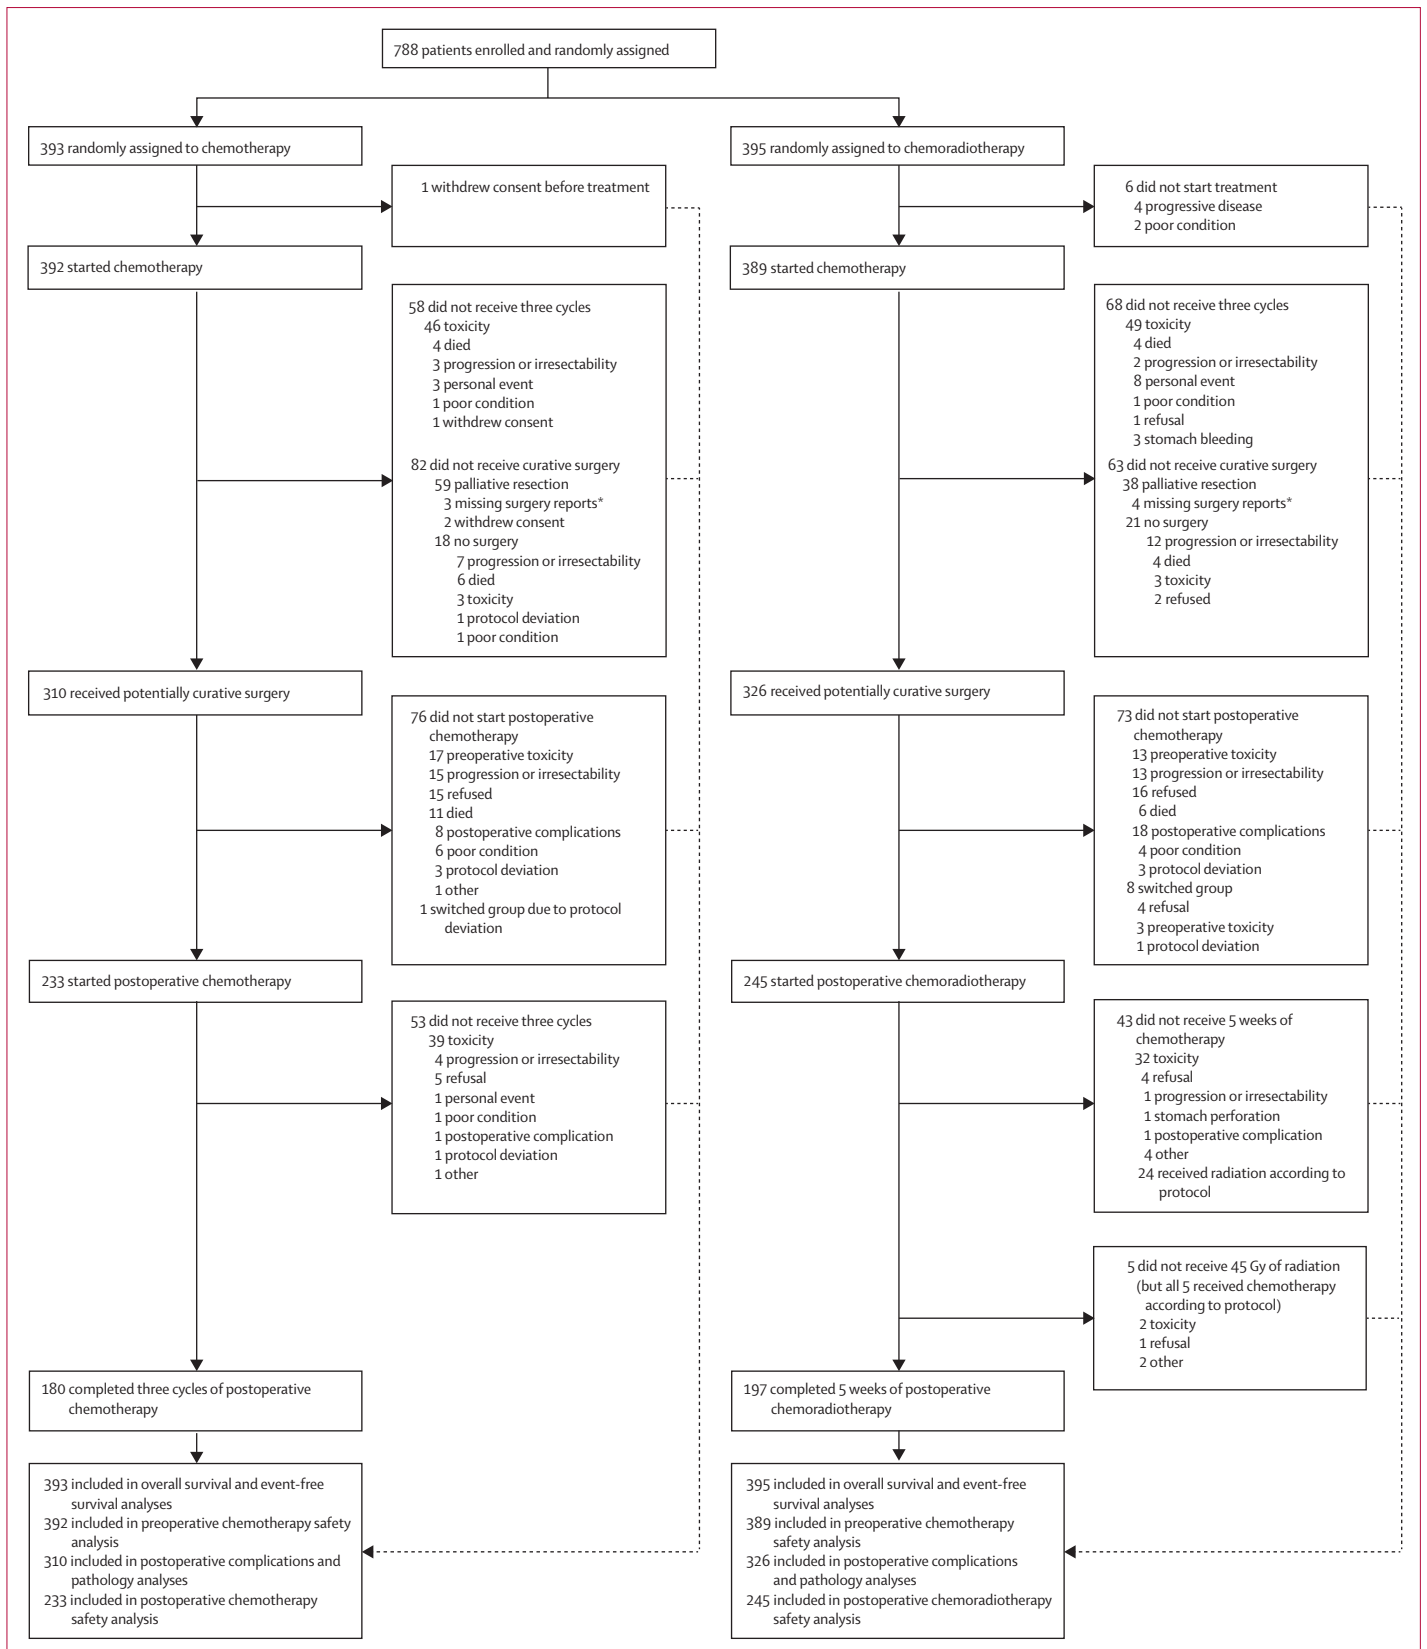 788 patients enrolled and randomly assigned
393 randomly assigned to chemotherapy
395 randomly assigned to chemoradiotherapy
1 withdrew consent before treatment
6 did not start treatment
4 progressive disease
2 poor condition
392 started chemotherapy
389 started chemotherapy
58 did not receive three cycles
46 toxicity
4 died
3 progression or irresectability
3 personal event
1 poor condition
1 withdrew consent
82 did not receive curative surgery
59 palliative resection
3 missing surgery reports*
2 withdrew consent
18 no surgery
7 progression or irresectability
6 died
3 toxicity
1 protocol deviation
1 poor condition
68 did not receive three cycles
49 toxicity
4 died
2 progression or irresectability
8 personal event
1 poor condition
1 refusal
3 stomach bleeding
63 did not receive curative surgery
38 palliative resection
4 missing surgery reports*
21 no surgery
12 progression or irresectability
4 died
3 toxicity
2 refused
310 received potentially curative surgery
326 received potentially curative surgery
76 did not start postoperative
chemotherapy
17 preoperative toxicity
15 progression or irresectability
15 refused
11 died
8 postoperative complications
6 poor condition
3 protocol deviation
1 other
1 switched group due to protocol
deviation
73 did not start postoperative
chemotherapy
13 preoperative toxicity
13 progression or irresectability
16 refused
6 died
18 postoperative complications
4 poor condition
3 protocol deviation
8 switched group
4 refusal
3 preoperative toxicity
1 protocol deviation
233 started postoperative chemotherapy
245 started postoperative chemoradiotherapy
53 did not receive three cycles
39 toxicity
4 progression or irresectability
5 refusal
1 personal event
1 poor condition
1 postoperative complication
1 protocol deviation
1 other
43 did not receive 5 weeks of
chemotherapy
32 toxicity
4 refusal
1 progression or irresectability
1 stomach perforation
1 postoperative complication
4 other
24 received radiation according to
protocol
5 did not receive 45 Gy of radiation
(but all 5 received chemotherapy
according to protocol)
2 toxicity
1 refusal
2 other
180 completed three cycles of postoperative
chemotherapy
197 completed 5 weeks of postoperative
chemoradiotherapy
393 included in overall survival and event-free
survival analyses
392 included in preoperative chemotherapy safety
analysis
310 included in postoperative complications and
pathology analyses
233 included in postoperative chemotherapy
safety analysis
395 included in overall survival and event-free
survival analyses
389 included in preoperative chemotherapy
safety analysis
326 included in postoperative complications
and pathology analyses
245 included in postoperative chemoradiotherapy
safety analysis